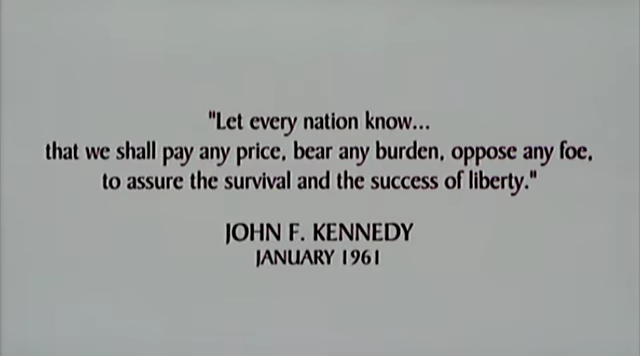 "Let every nation know...
that we shall pay any price, bear any burden, oppose any foe,
to assure the survival and the success of liberty."
JOHN F. KENNEDY
JANUARY 1961